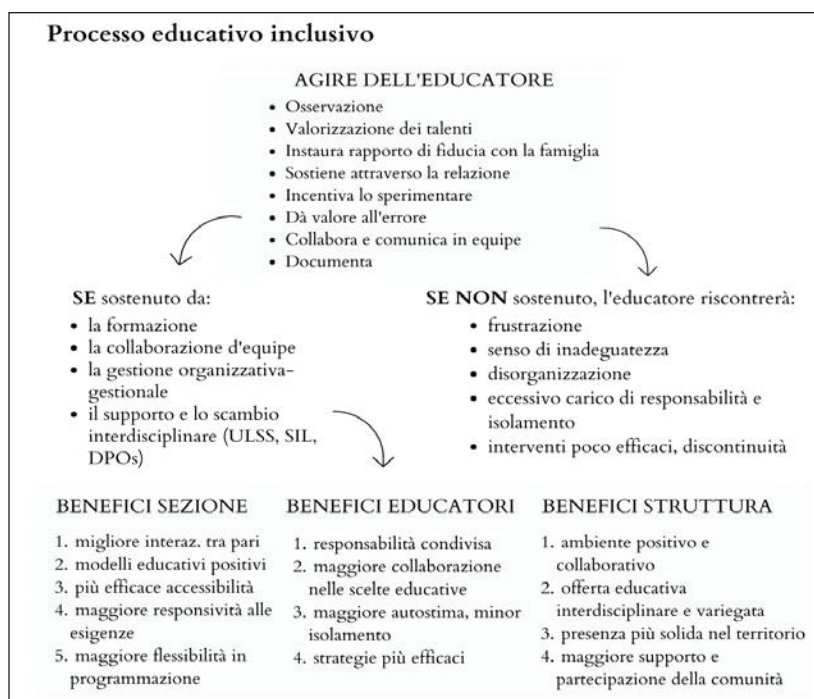 Processo educativo inclusivo
AGIRE DELL'EDUCATORE
• Osservazione
• Valorizzazione dei talenti
• Instaura rapporto di fiducia con la famiglia
• Sostiene attraverso la relazione
• Incentiva lo sperimentare
• Dà valore all'errore
• Collabora e comunica in equipe
• Documenta
SE sostenuto da:
• la formazione
• la collaborazione d'equipe
• la gestione organizzativa-
gestionale
• il supporto e lo scambio
interdisciplinare (ULSS, SIL,
DPOs)
SE NON sostenuto, l'educatore riscontrerà:
• frustrazione
• senso di inadeguatezza
• disorganizzazione
• eccessivo carico di responsabilità e
isolamento
• interventi poco efficaci, discontinuità
BENEFICI SEZIONE
1. migliore interaz. tra pari
2. modelli educativi positivi
3. più efficace accessibilità
4. maggiore responsività alle
esigenze
5. maggiore flessibilità in
programmazione
BENEFICI EDUCATORI
1. responsabilità condivisa
2. maggiore collaborazione
nelle scelte educative
3. maggiore autostima, minor
isolamento
4. strategie più efficaci
BENEFICI STRUTTURA
1. ambiente positivo e
collaborativo
2. offerta educativa
interdisciplinare e variegata
3. presenza più solida nel territorio
4. maggiore supporto e
partecipazione della comunità